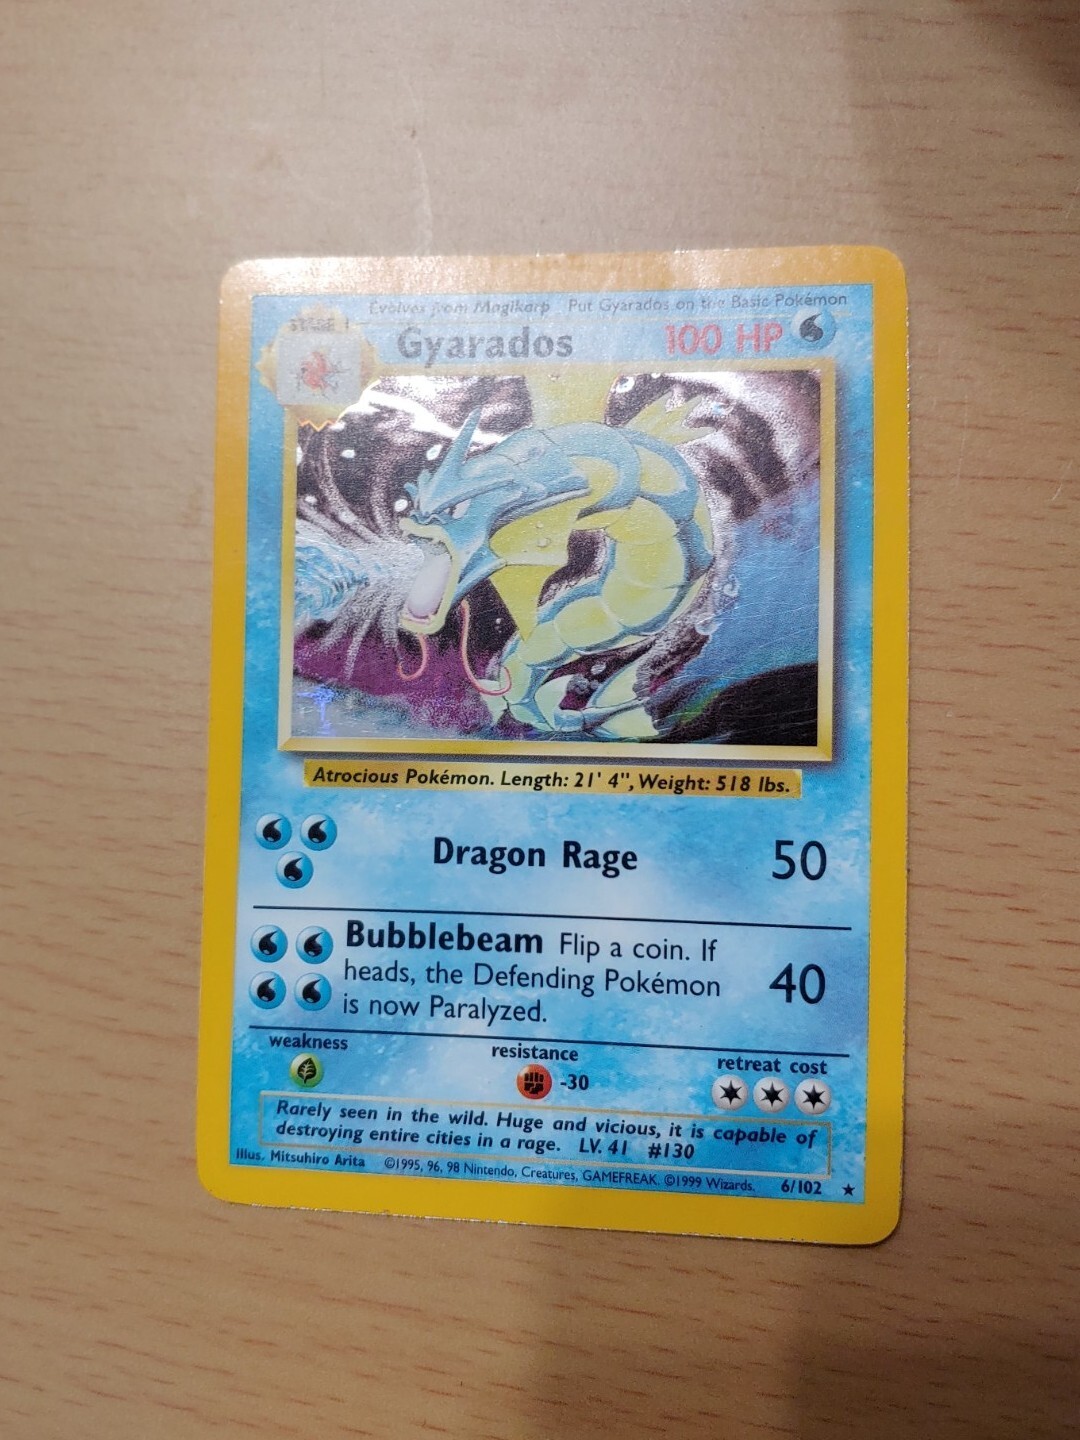 Evolves from Magikarp Put Gyarados on the Basic Pokémon
STAGE 1
Gyarados 100 HP
Atrocious Pokémon. Length: 21' 4", Weight: 518 lbs.
Dragon Rage 50
Bubblebeam Flip a coin. If
heads, the Defending Pokémon 40
is now Paralyzed.
weakness resistance retreat cost
-30
Rarely seen in the wild. Huge and vicious, it is capable of
destroying entire cities in a rage. LV. 41 #130
Illus. Mitsuhiro Arita ©1995, 96, 98 Nintendo, Creatures, GAMEFREAK. ©1999 Wizards. 6/102 ★